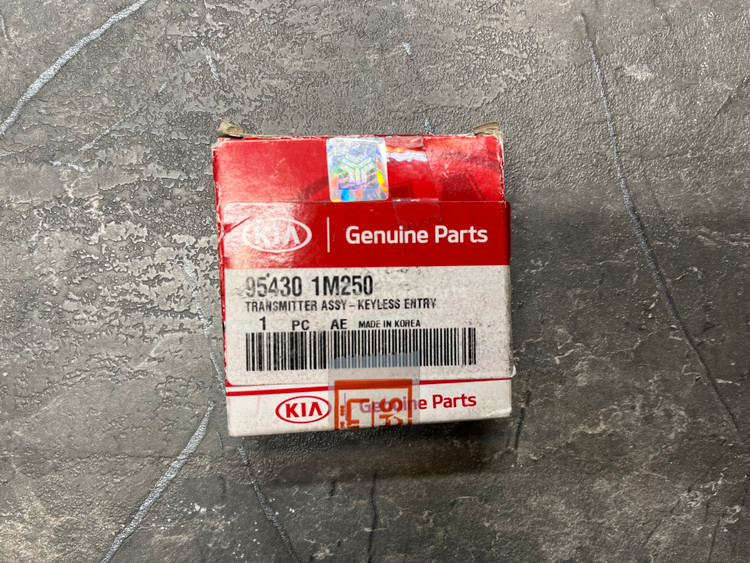 KIA Genuine Parts
95430 1M250
TRANSMITTER ASSY-KEYLESS ENTRY
1 PC AE MADE IN KOREA
KIA Genuine Parts